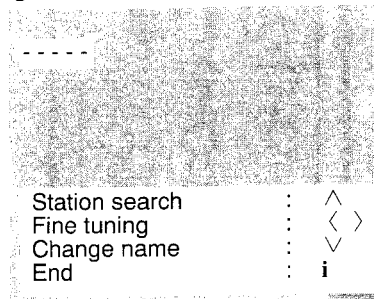 - - - - -
Station search : ∧
Fine tuning : 〈 〉
Change name : ∨
End : i